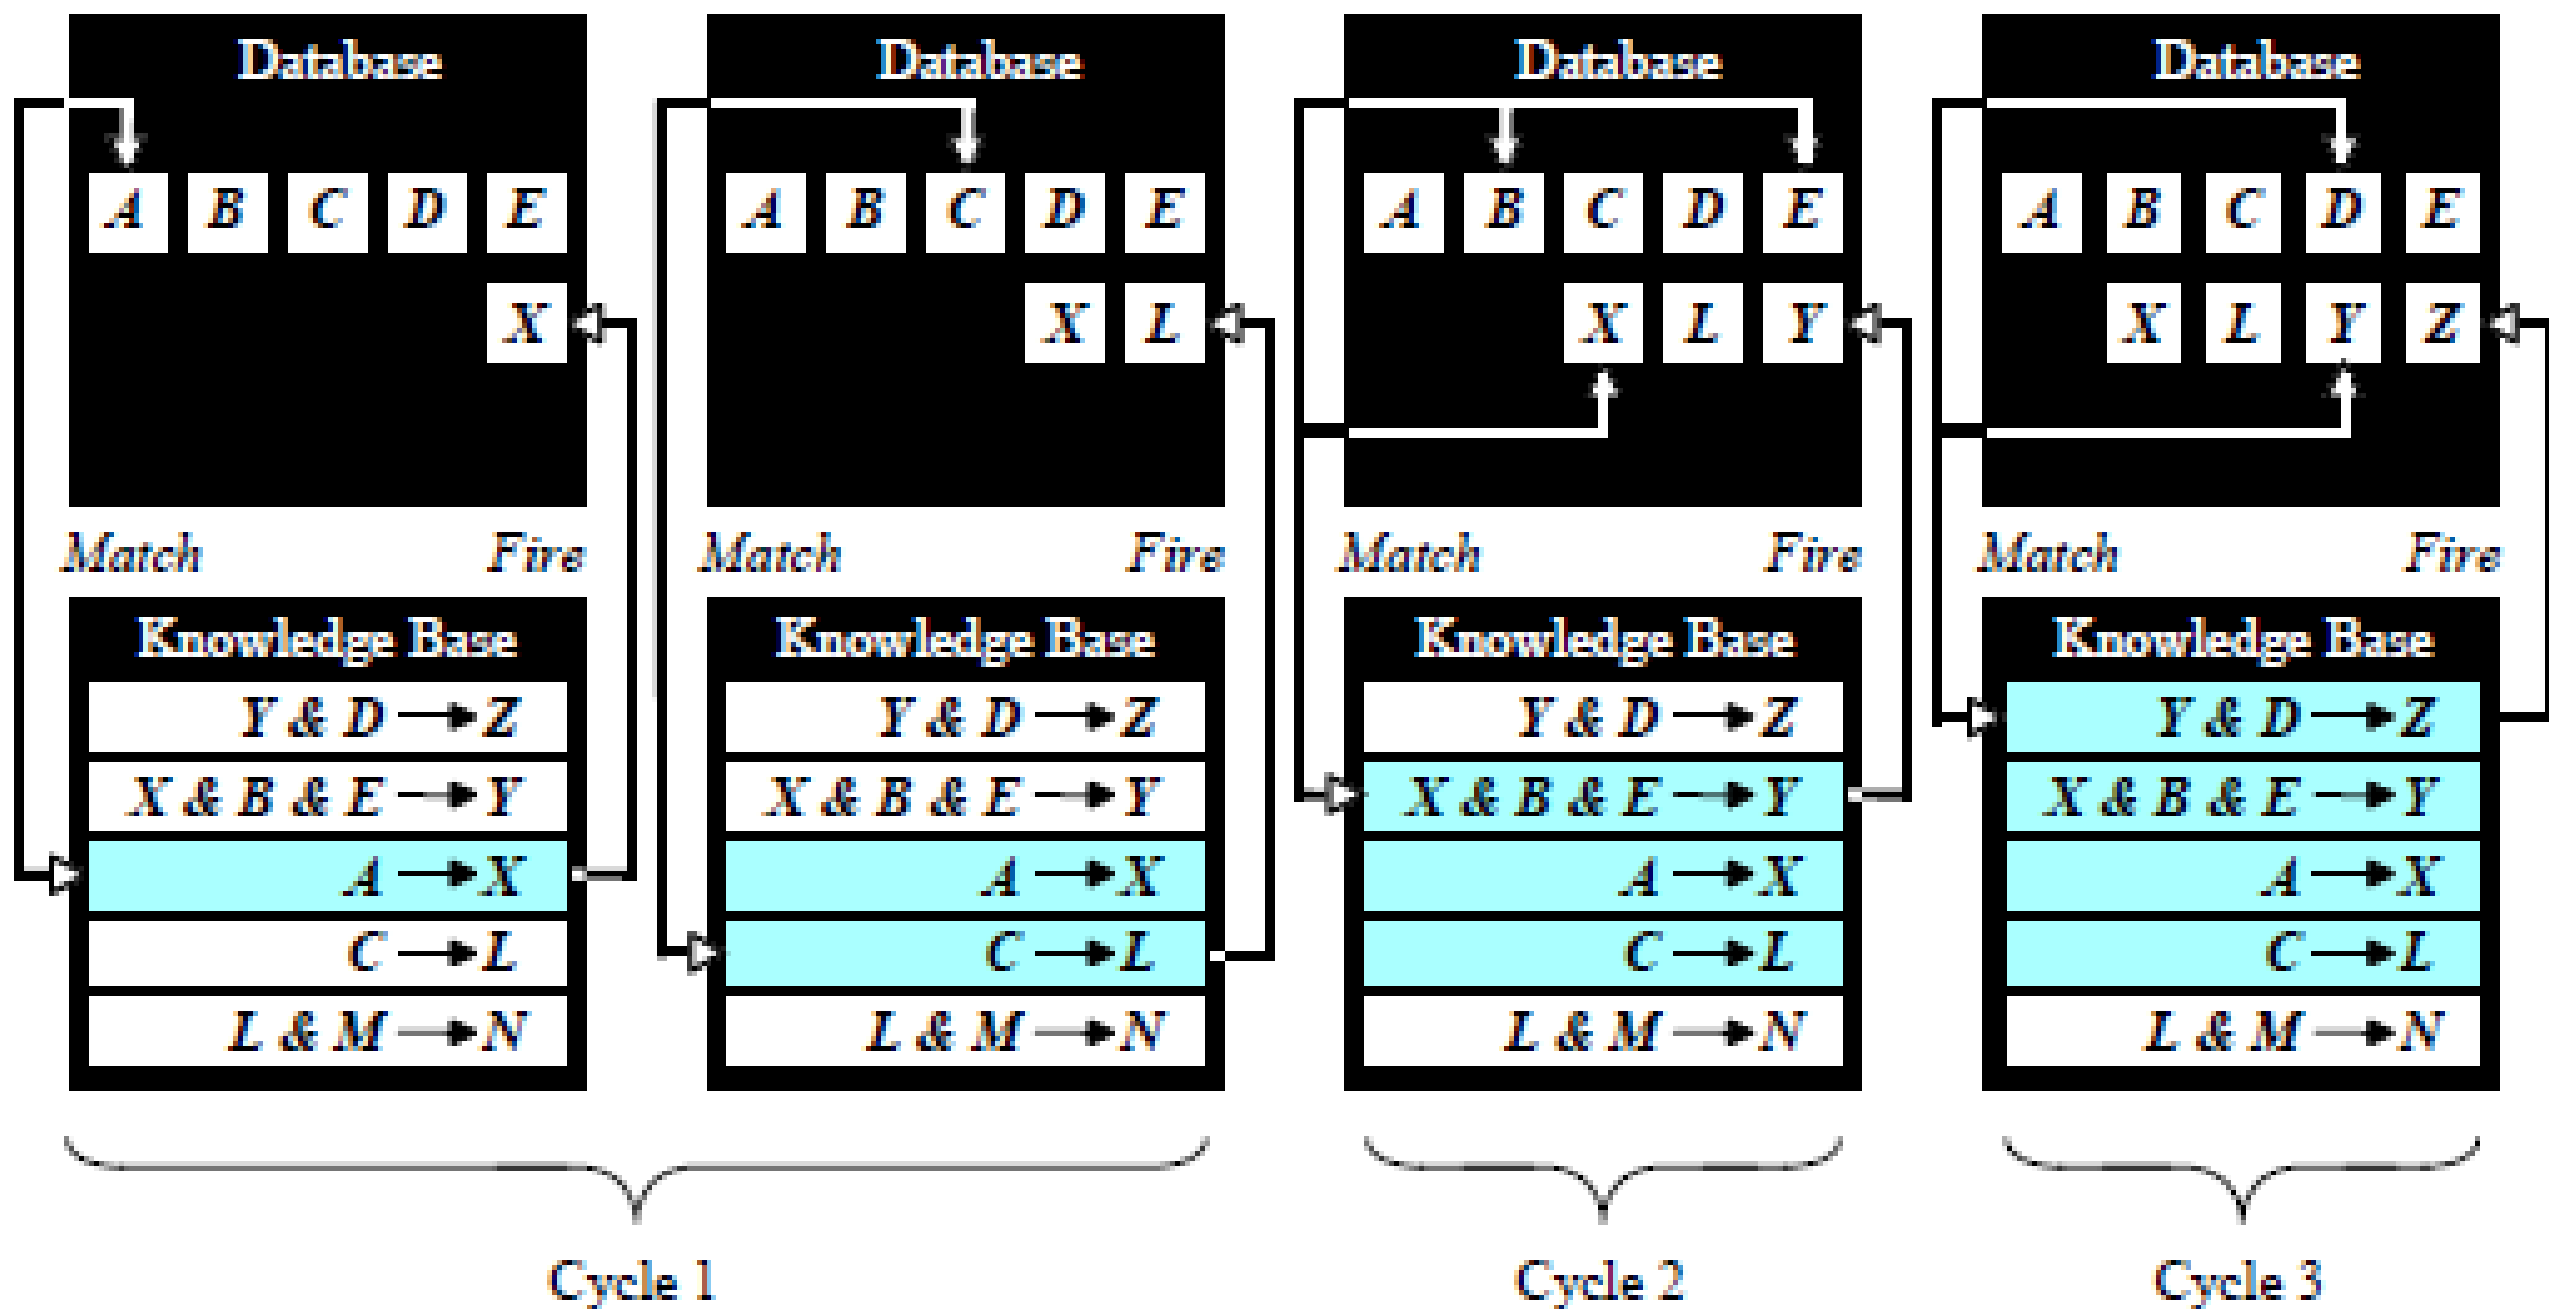 Database
A B C D E
X
Match Fire
Knowledge Base
Y & D → Z
X & B & E → Y
A → X
C → L
L & M → N
Database
A B C D E
X L
Match Fire
Knowledge Base
Y & D → Z
X & B & E → Y
A → X
C → L
L & M → N
Cycle 1
Database
A B C D E
X L Y
Match Fire
Knowledge Base
Y & D → Z
X & B & E → Y
A → X
C → L
L & M → N
Cycle 2
Database
A B C D E
X L Y Z
Match Fire
Knowledge Base
Y & D → Z
X & B & E → Y
A → X
C → L
L & M → N
Cycle 3